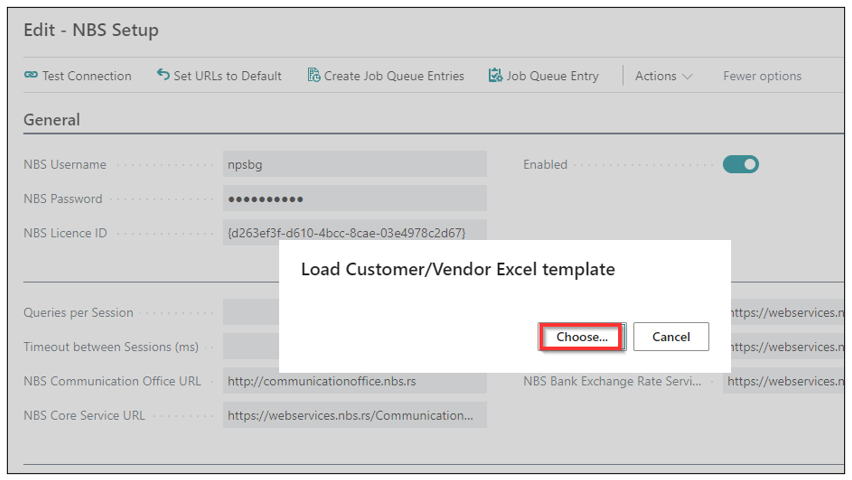 Edit - NBS Setup
Test Connection Set URLs to Default Create Job Queue Entries Job Queue Entry Actions Fewer options
General
NBS Username npsbg Enabled
NBS Password ●●●●●●●●●●
NBS Licence ID {d263ef3f-d610-4bcc-8cae-03e4978c2d67}
Load Customer/Vendor Excel template
Queries per Session https://webservices.n
Choose... Cancel
Timeout between Sessions (ms) https://webservices.n
NBS Communication Office URL http://communicationoffice.nbs.rs NBS Bank Exchange Rate Servi... https://webservices.n
NBS Core Service URL https://webservices.nbs.rs/Communication...